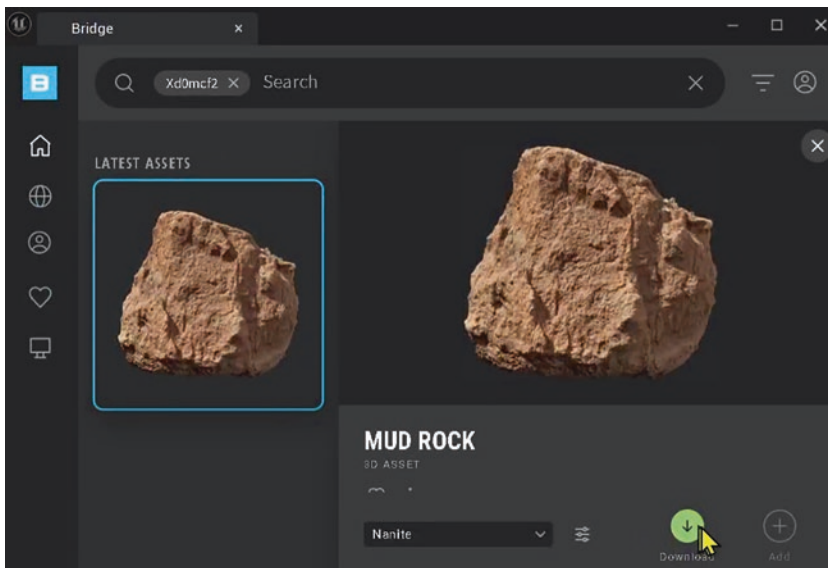 Bridge
B
Xd0mcf2 Search
LATEST ASSETS
MUD ROCK
3D ASSET
Nanite
Download
Add